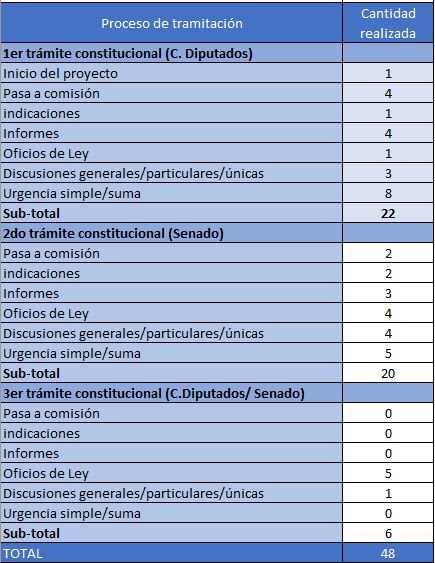 Proceso de tramitación Cantidad realizada
1er trámite constitucional (C. Diputados)
Inicio del proyecto 1
Pasa a comisión 4
indicaciones 1
Informes 4
Oficios de Ley 1
Discusiones generales/particulares/únicas 3
Urgencia simple/suma 8
Sub-total 22
2do trámite constitucional (Senado)
Pasa a comisión 2
indicaciones 2
Informes 3
Oficios de Ley 4
Discusiones generales/particulares/únicas 4
Urgencia simple/suma 5
Sub-total 20
3er trámite constitucional (C.Diputados/ Senado)
Pasa a comisión 0
indicaciones 0
Informes 0
Oficios de Ley 5
Discusiones generales/particulares/únicas 1
Urgencia simple/suma 0
Sub-total 6
TOTAL 48